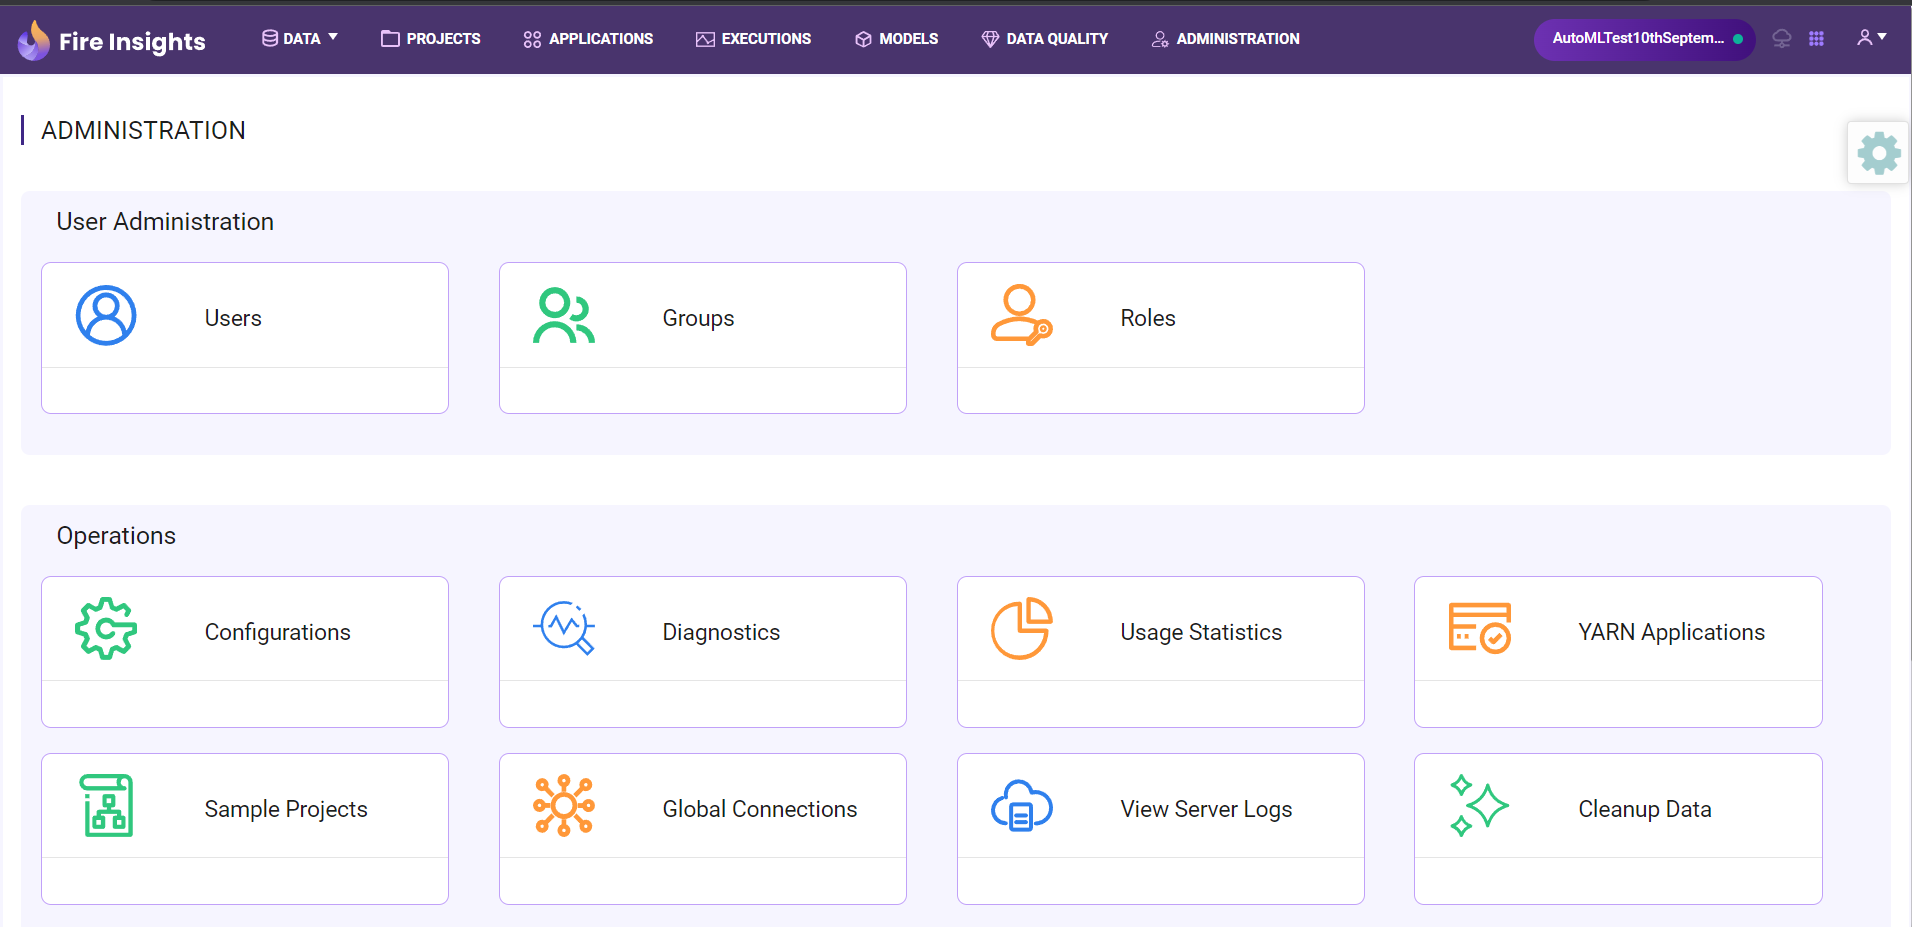 Fire Insights
DATA
PROJECTS
APPLICATIONS
EXECUTIONS
MODELS
DATA QUALITY
ADMINISTRATION
AutoMLTest10thSeptem...
ADMINISTRATION
User Administration
Users
Groups
Roles
Operations
Configurations
Diagnostics
Usage Statistics
YARN Applications
Sample Projects
Global Connections
View Server Logs
Cleanup Data